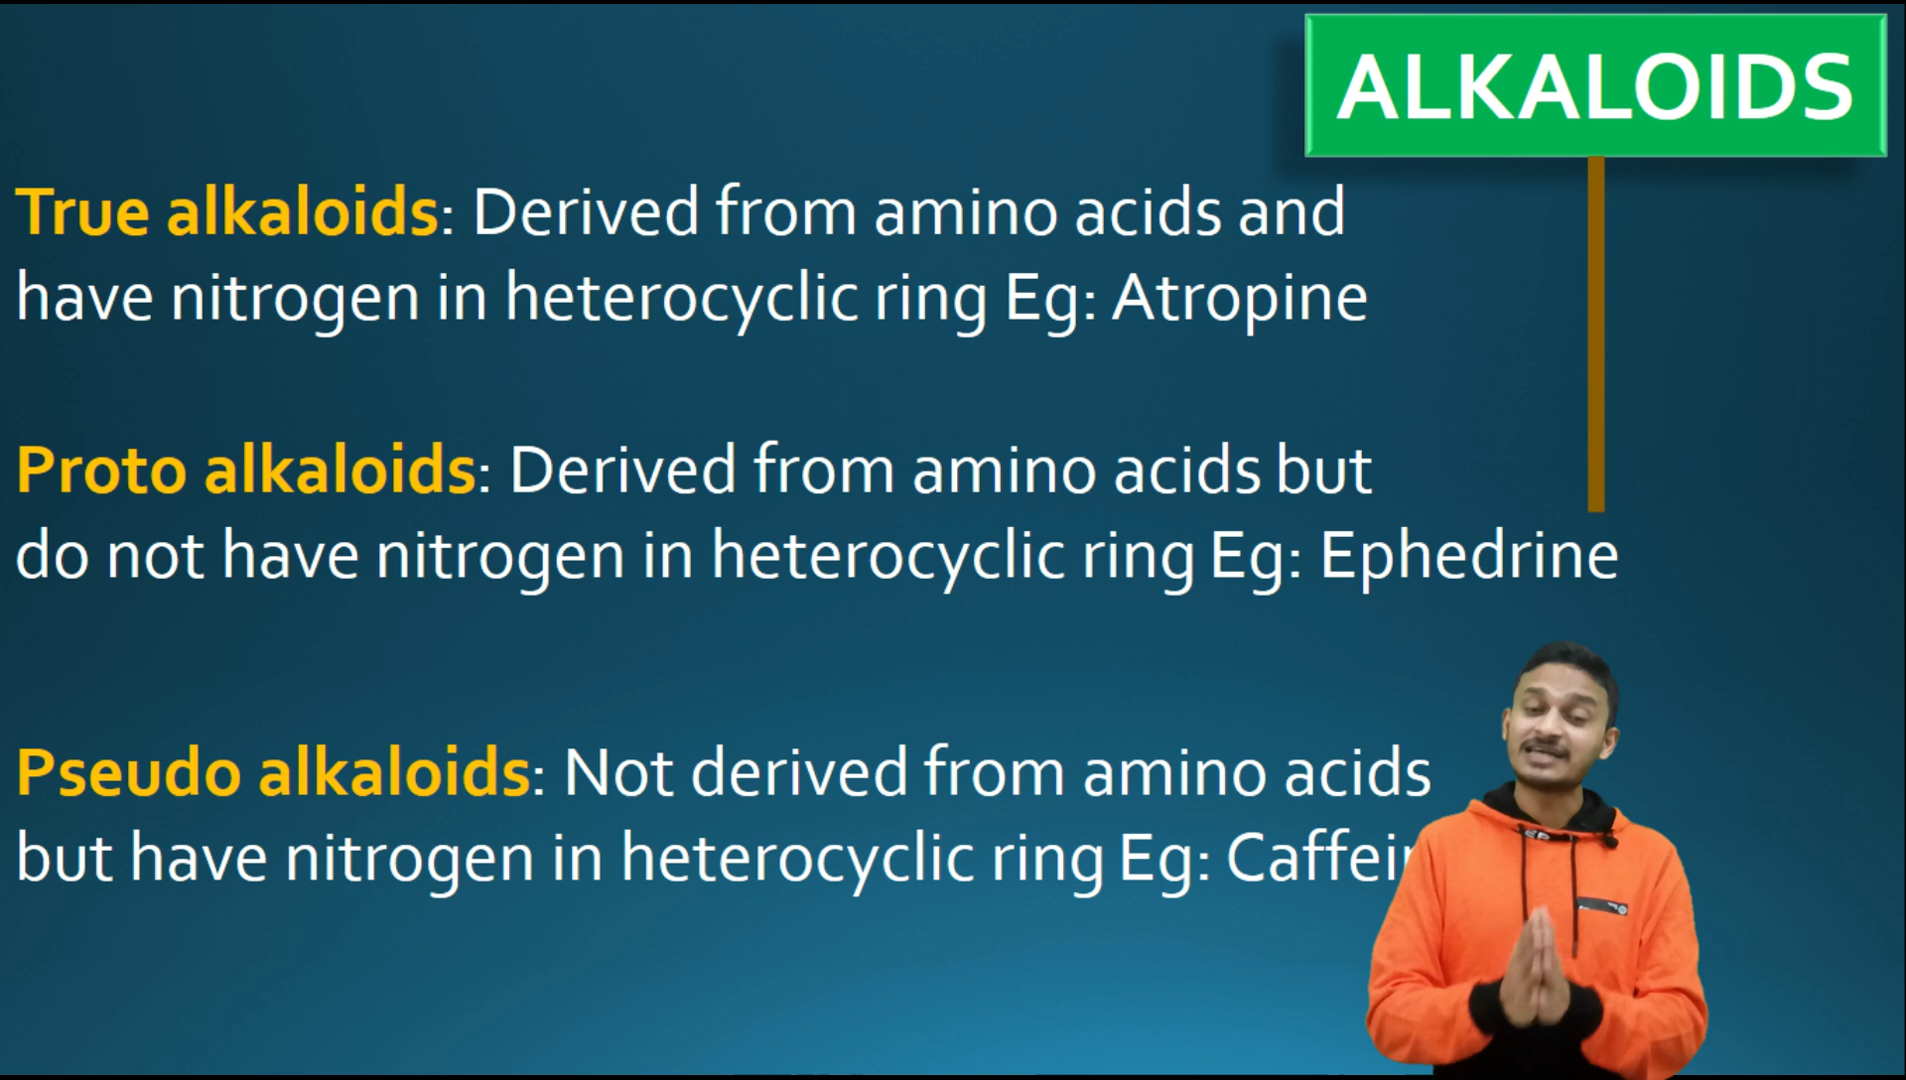 ALKALOIDS
True alkaloids: Derived from amino acids and
have nitrogen in heterocyclic ring Eg: Atropine
Proto alkaloids: Derived from amino acids but
do not have nitrogen in heterocyclic ring Eg: Ephedrine
Pseudo alkaloids: Not derived from amino acids
but have nitrogen in heterocyclic ring Eg: